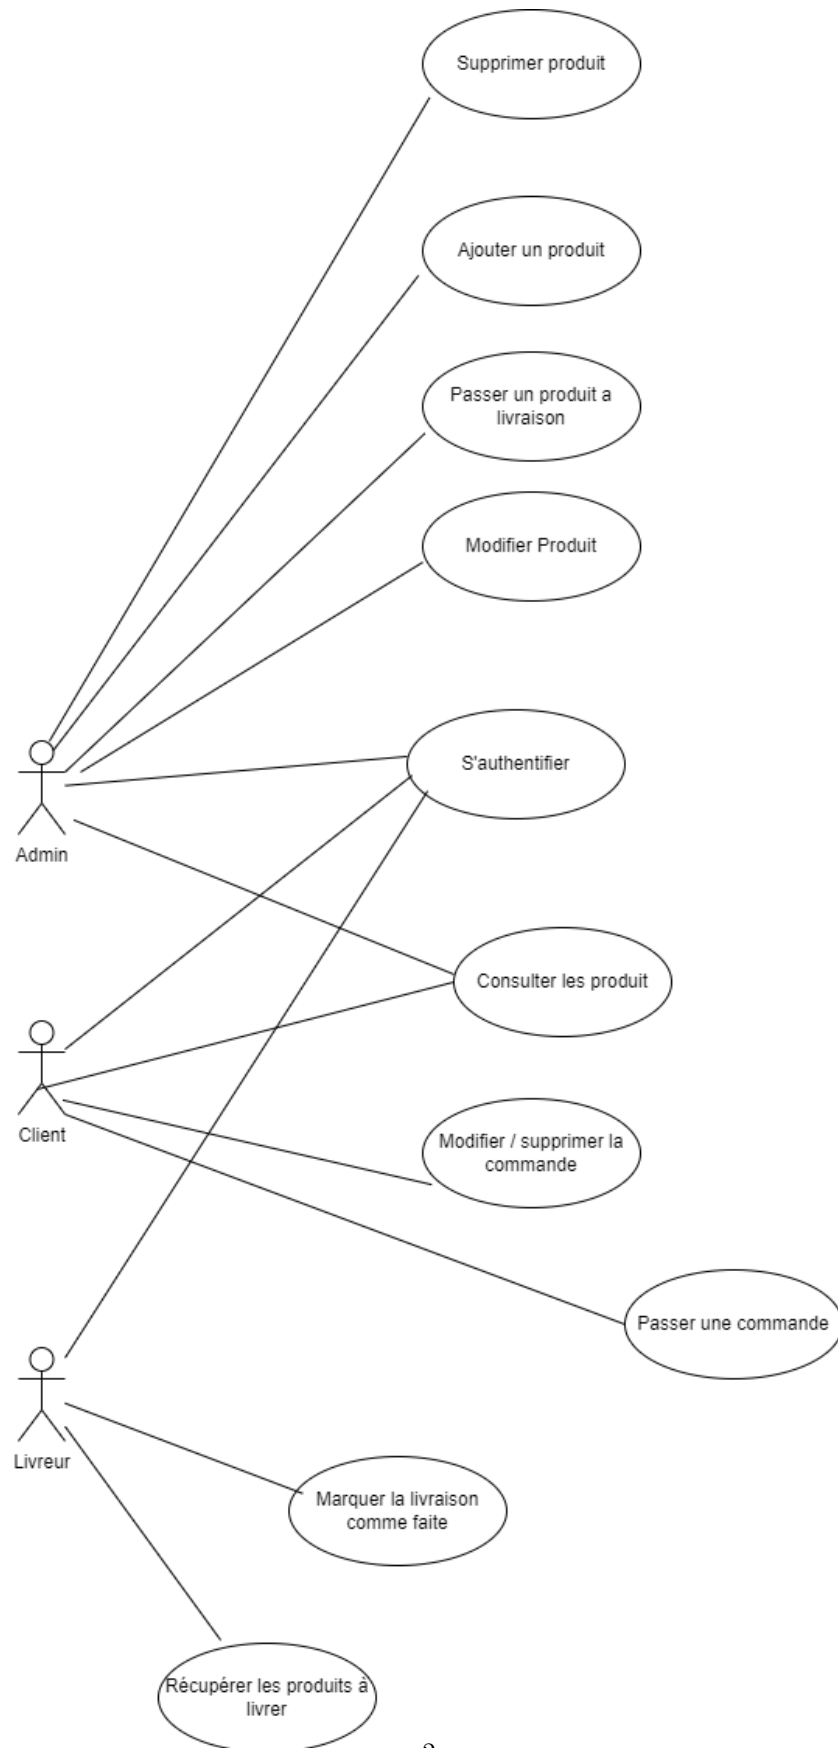 Supprimer produit
Ajouter un produit
Passer un produit a
livraison
Modifier Produit
S'authentifier
Admin
Consulter les produit
Client
Modifier / supprimer la
commande
Passer une commande
Livreur
Marquer la livraison
comme faite
Récupérer les produits à
livrer